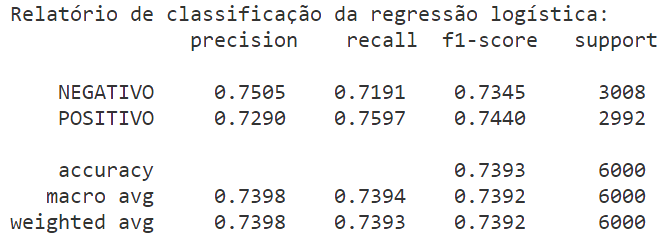 Relatório de classificação da regressão logística:
precision recall f1-score support
NEGATIVO 0.7505 0.7191 0.7345 3008
POSITIVO 0.7290 0.7597 0.7440 2992
accuracy 0.7393 6000
macro avg 0.7398 0.7394 0.7392 6000
weighted avg 0.7398 0.7393 0.7392 6000